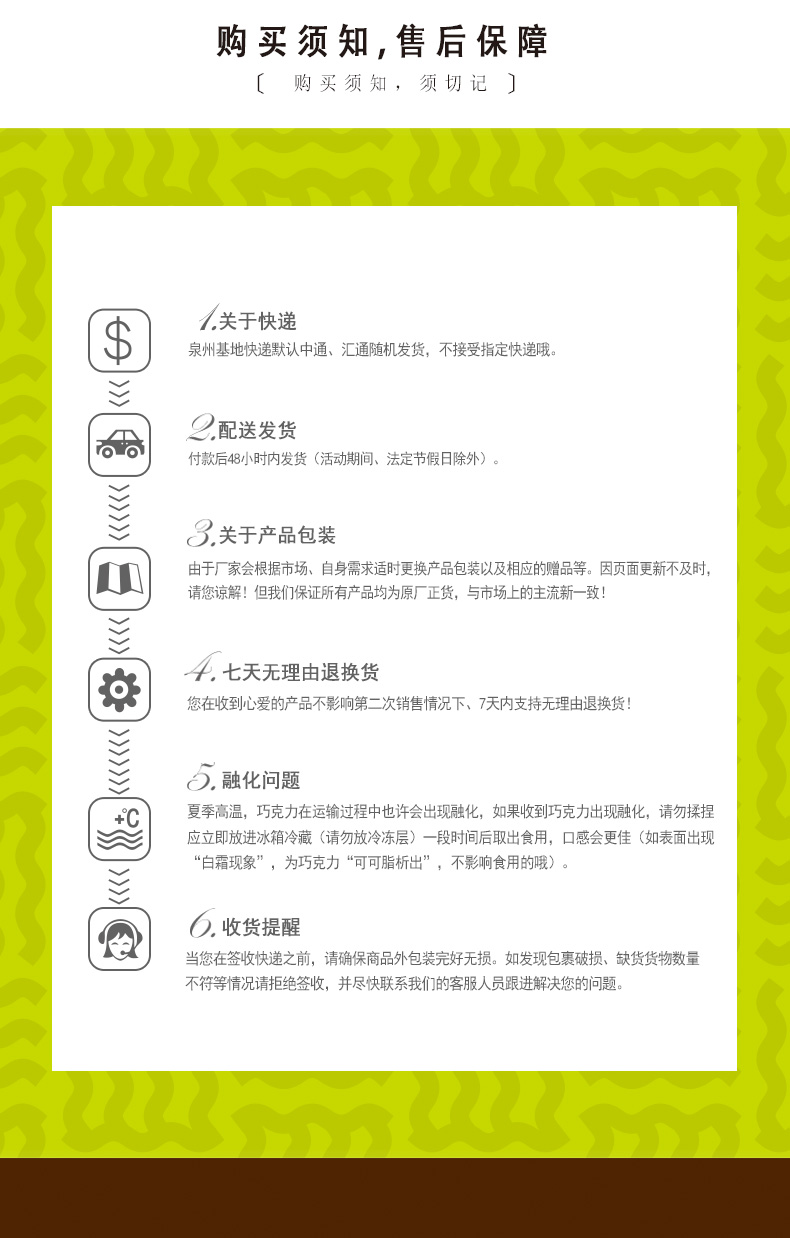 购买须知,售后保障
〔 购买须知，须切记 〕
1.关于快递
泉州基地快递默认中通、汇通随机发货，不接受指定快递哦。
2.配送发货
付款后48小时内发货（活动期间、法定节假日除外）。
3.关于产品包装
由于厂家会根据市场、自身需求适时更换产品包装以及相应的赠品等。因页面更新不及时，
请您谅解！但我们保证所有产品均为原厂正货，与市场上的主流新一致！
4.七天无理由退换货
您在收到心爱的产品不影响第二次销售情况下、7天内支持无理由退换货！
5.融化问题
+℃
夏季高温，巧克力在运输过程中也许会出现融化，如果收到巧克力出现融化，请勿揉捏
应立即放进冰箱冷藏（请勿放冷冻层）一段时间后取出食用，口感会更佳（如表面出现
“白霜现象”，为巧克力“可可脂析出”，不影响食用的哦）。
6.收货提醒
当您在签收快递之前，请确保商品外包装完好无损。如发现包裹破损、缺货货物数量
不符等情况请拒绝签收，并尽快联系我们的客服人员跟进解决您的问题。